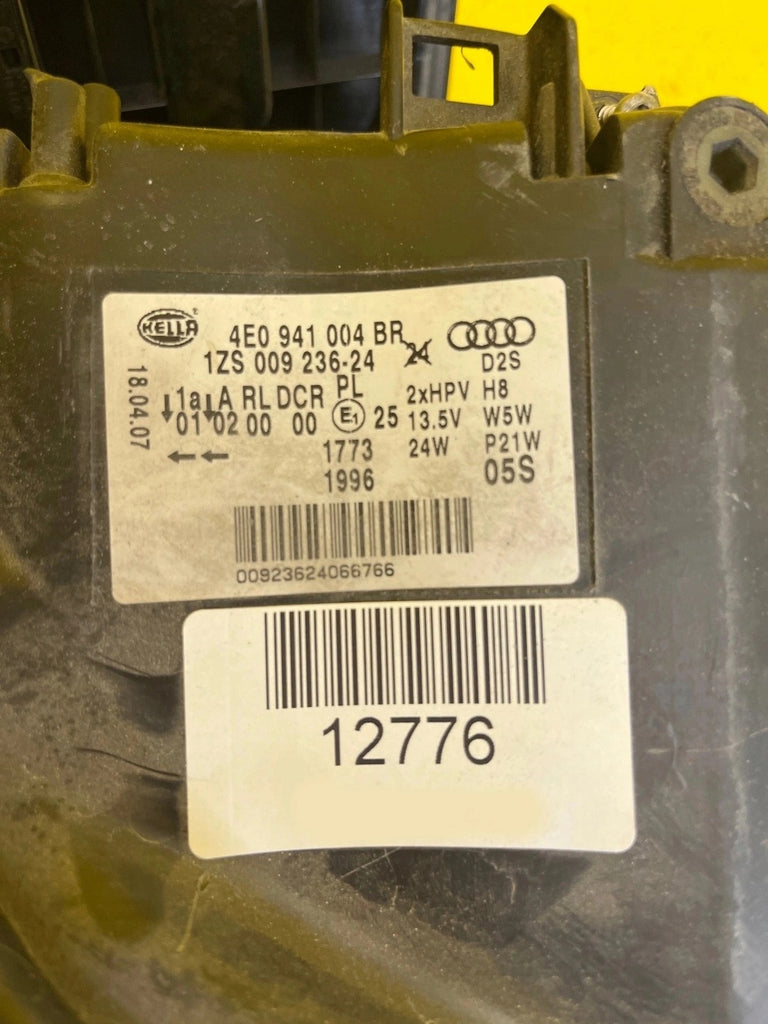 HELLA
4E0 941 004 BR
1ZS 009 236-24 24 D2S
18.04.07
1a A RL DCR PL 2xHPV H8
01 02 00 00 E1 25 13.5V W5W
1773 24W P21W
1996 05S
00923624066766
12776